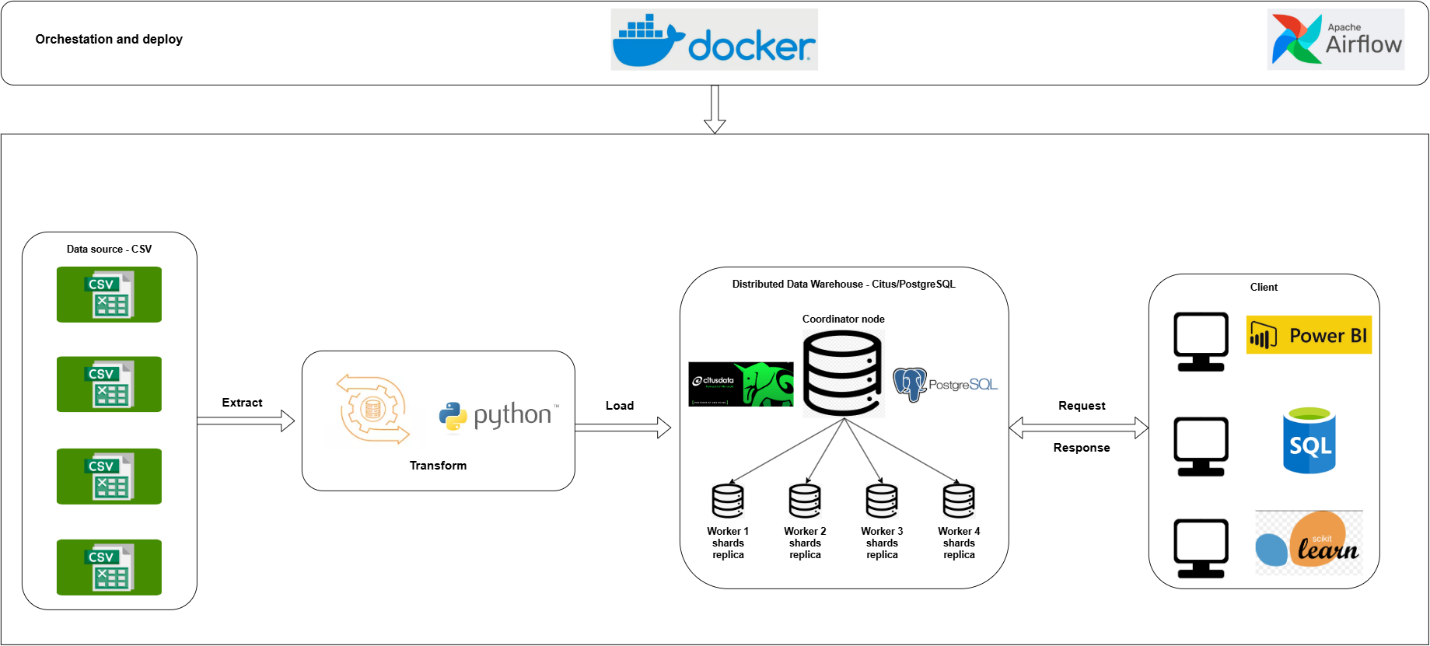 Orchestation and deploy
docker
Apache
Airflow
Data source - CSV
CSV
CSV
CSV
CSV
Extract
python™
Transform
Load
Distributed Data Warehouse - Citus/PostgreSQL
Coordinator node
citusdata
PostgreSQL
Worker 1
shards
replica
Worker 2
shards
replica
Worker 3
shards
replica
Worker 4
shards
replica
Request
Response
Client
Power BI
SQL
scikit
learn